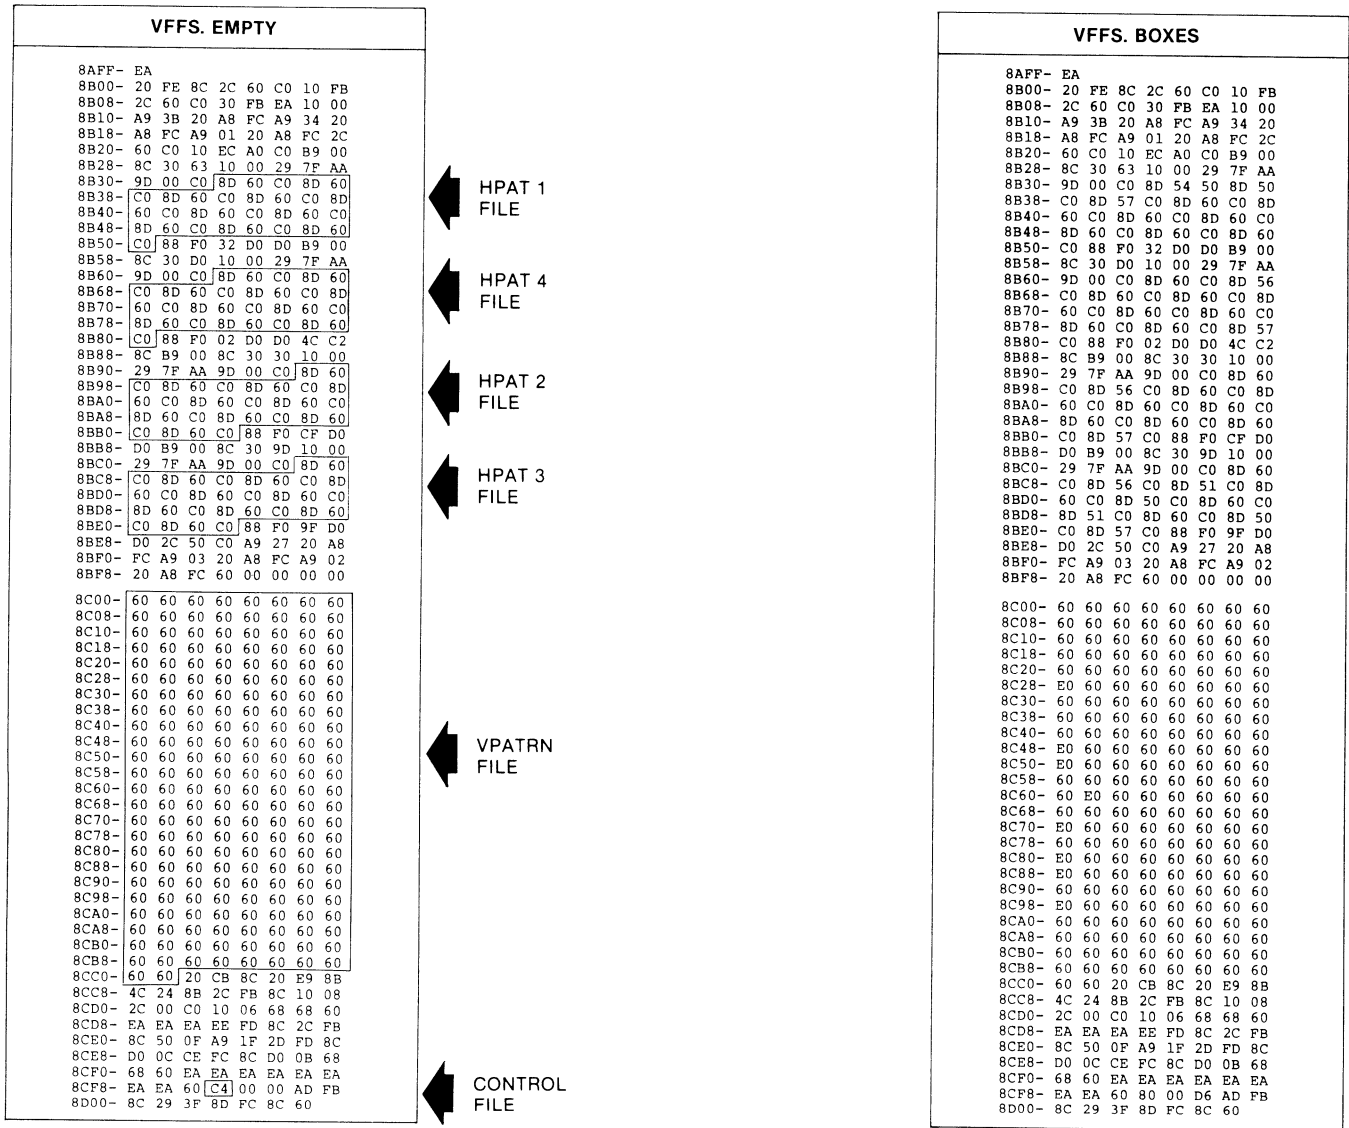 VFFS. EMPTY
8AFF- EA
8B00- 20 FE 8C 2C 60 C0 10 FB
8B08- 2C 60 C0 30 FB EA 10 00
8B10- A9 3B 20 A8 FC A9 34 20
8B18- A8 FC A9 01 20 A8 FC 2C
8B20- 60 C0 10 EC A0 C0 B9 00
8B28- 8C 30 63 10 00 29 7F AA
8B30- 9D 00 C0 8D 60 C0 8D 60
8B38- C0 8D 60 C0 8D 60 C0 8D
8B40- 60 C0 8D 60 C0 8D 60 C0
8B48- 8D 60 C0 8D 60 C0 8D 60
8B50- C0 88 F0 32 D0 D0 B9 00
8B58- 8C 30 D0 10 00 29 7F AA
8B60- 9D 00 C0 8D 60 C0 8D 60
8B68- C0 8D 60 C0 8D 60 C0 8D
8B70- 60 C0 8D 60 C0 8D 60 C0
8B78- 8D 60 C0 8D 60 C0 8D 60
8B80- C0 88 F0 02 D0 D0 4C C2
8B88- 8C B9 00 8C 30 30 10 00
8B90- 29 7F AA 9D 00 C0 8D 60
8B98- C0 8D 60 C0 8D 60 C0 8D
8BA0- 60 C0 8D 60 C0 8D 60 C0
8BA8- 8D 60 C0 8D 60 C0 8D 60
8BB0- C0 8D 60 C0 88 F0 CF D0
8BB8- D0 B9 00 8C 30 9D 10 00
8BC0- 29 7F AA 9D 00 C0 8D 60
8BC8- C0 8D 60 C0 8D 60 C0 8D
8BD0- 60 C0 8D 60 C0 8D 60 C0
8BD8- 8D 60 C0 8D 60 C0 8D 60
8BE0- C0 8D 60 C0 88 F0 9F D0
8BE8- D0 2C 50 C0 A9 27 20 A8
8BF0- FC A9 03 20 A8 FC A9 02
8BF8- 20 A8 FC 60 00 00 00 00
8C00- 60 60 60 60 60 60 60 60
8C08- 60 60 60 60 60 60 60 60
8C10- 60 60 60 60 60 60 60 60
8C18- 60 60 60 60 60 60 60 60
8C20- 60 60 60 60 60 60 60 60
8C28- 60 60 60 60 60 60 60 60
8C30- 60 60 60 60 60 60 60 60
8C38- 60 60 60 60 60 60 60 60
8C40- 60 60 60 60 60 60 60 60
8C48- 60 60 60 60 60 60 60 60
8C50- 60 60 60 60 60 60 60 60
8C58- 60 60 60 60 60 60 60 60
8C60- 60 60 60 60 60 60 60 60
8C68- 60 60 60 60 60 60 60 60
8C70- 60 60 60 60 60 60 60 60
8C78- 60 60 60 60 60 60 60 60
8C80- 60 60 60 60 60 60 60 60
8C88- 60 60 60 60 60 60 60 60
8C90- 60 60 60 60 60 60 60 60
8C98- 60 60 60 60 60 60 60 60
8CA0- 60 60 60 60 60 60 60 60
8CA8- 60 60 60 60 60 60 60 60
8CB0- 60 60 60 60 60 60 60 60
8CB8- 60 60 60 60 60 60 60 60
8CC0- 60 60 20 CB 8C 20 E9 8B
8CC8- 4C 24 8B 2C FB 8C 10 08
8CD0- 2C 00 C0 10 06 68 68 60
8CD8- EA EA EA EE FD 8C 2C FB
8CE0- 8C 50 0F A9 1F 2D FD 8C
8CE8- D0 0C CE FC 8C D0 0B 68
8CF0- 68 60 EA EA EA EA EA EA
8CF8- EA EA 60 C4 00 00 AD FB
8D00- 8C 29 3F 8D FC 8C 60
HPAT 1
FILE
HPAT 4
FILE
HPAT 2
FILE
HPAT 3
FILE
VPATRN
FILE
CONTROL
FILE
VFFS. BOXES
8AFF- EA
8B00- 20 FE 8C 2C 60 C0 10 FB
8B08- 2C 60 C0 30 FB EA 10 00
8B10- A9 3B 20 A8 FC A9 34 20
8B18- A8 FC A9 01 20 A8 FC 2C
8B20- 60 C0 10 EC A0 C0 B9 00
8B28- 8C 30 63 10 00 29 7F AA
8B30- 9D 00 C0 8D 54 50 8D 50
8B38- C0 8D 57 C0 8D 60 C0 8D
8B40- 60 C0 8D 60 C0 8D 60 C0
8B48- 8D 60 C0 8D 60 C0 8D 60
8B50- C0 88 F0 32 D0 D0 B9 00
8B58- 8C 30 D0 10 00 29 7F AA
8B60- 9D 00 C0 8D 60 C0 8D 56
8B68- C0 8D 60 C0 8D 60 C0 8D
8B70- 60 C0 8D 60 C0 8D 60 C0
8B78- 8D 60 C0 8D 60 C0 8D 57
8B80- C0 88 F0 02 D0 D0 4C C2
8B88- 8C B9 00 8C 30 30 10 00
8B90- 29 7F AA 9D 00 C0 8D 60
8B98- C0 8D 56 C0 8D 60 C0 8D
8BA0- 60 C0 8D 60 C0 8D 60 C0
8BA8- 8D 60 C0 8D 60 C0 8D 60
8BB0- C0 8D 57 C0 88 F0 CF D0
8BB8- D0 B9 00 8C 30 9D 10 00
8BC0- 29 7F AA 9D 00 C0 8D 60
8BC8- C0 8D 56 C0 8D 51 C0 8D
8BD0- 60 C0 8D 50 C0 8D 60 C0
8BD8- 8D 51 C0 8D 60 C0 8D 50
8BE0- C0 8D 57 C0 88 F0 9F D0
8BE8- D0 2C 50 C0 A9 27 20 A8
8BF0- FC A9 03 20 A8 FC A9 02
8BF8- 20 A8 FC 60 00 00 00 00
8C00- 60 60 60 60 60 60 60 60
8C08- 60 60 60 60 60 60 60 60
8C10- 60 60 60 60 60 60 60 60
8C18- 60 60 60 60 60 60 60 60
8C20- 60 60 60 60 60 60 60 60
8C28- E0 60 60 60 60 60 60 60
8C30- 60 60 60 60 60 60 60 60
8C38- 60 60 60 60 60 60 60 60
8C40- 60 60 60 60 60 60 60 60
8C48- E0 60 60 60 60 60 60 60
8C50- E0 60 60 60 60 60 60 60
8C58- 60 60 60 60 60 60 60 60
8C60- 60 E0 60 60 60 60 60 60
8C68- 60 60 60 60 60 60 60 60
8C70- E0 60 60 60 60 60 60 60
8C78- 60 60 60 60 60 60 60 60
8C80- E0 60 60 60 60 60 60 60
8C88- E0 60 60 60 60 60 60 60
8C90- 60 60 60 60 60 60 60 60
8C98- E0 60 60 60 60 60 60 60
8CA0- 60 60 60 60 60 60 60 60
8CA8- 60 60 60 60 60 60 60 60
8CB0- 60 60 60 60 60 60 60 60
8CB8- 60 60 60 60 60 60 60 60
8CC0- 60 60 20 CB 8C 20 E9 8B
8CC8- 4C 24 8B 2C FB 8C 10 08
8CD0- 2C 00 C0 10 06 68 68 60
8CD8- EA EA EA EE FD 8C 2C FB
8CE0- 8C 50 0F A9 1F 2D FD 8C
8CE8- D0 0C CE FC 8C D0 0B 68
8CF0- 68 60 EA EA EA EA EA EA
8CF8- EA EA 60 80 00 D6 AD FB
8D00- 8C 29 3F 8D FC 8C 60